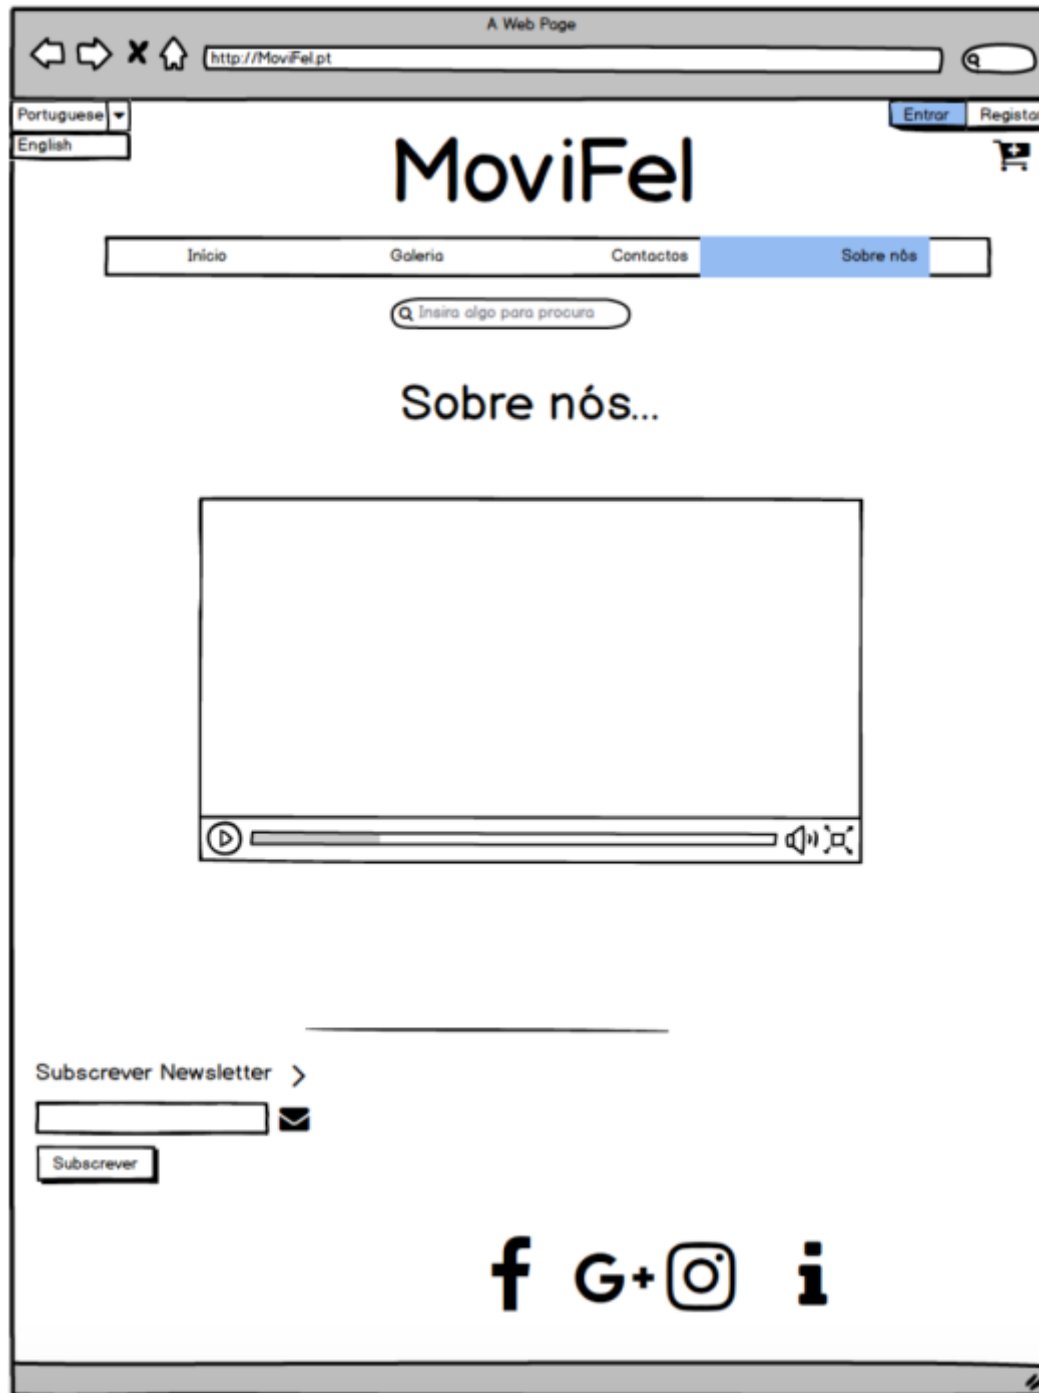 A Web Page
http://MoviFel.pt
Portuguese
Entrar Registar
English
MoviFel
Início Galeria Contactos Sobre nós
Insira algo para procura
Sobre nós...
Subscrever Newsletter >
Subscrever
f G+ i